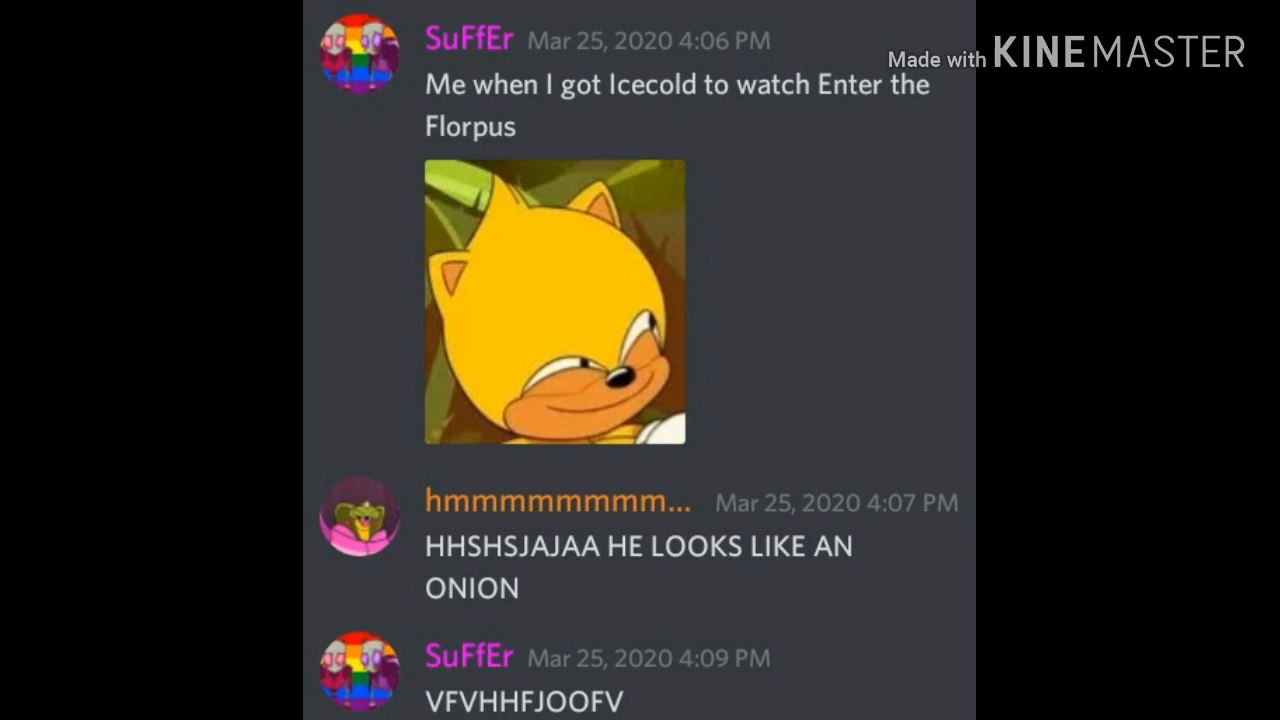 SuFfEr Mar 25, 2020 4:06 PM
Made with KINEMASTER
Me when I got Icecold to watch Enter the
Florpus
hmmmmmmmm... Mar 25, 2020 4:07 PM
HHSHSJAJAA HE LOOKS LIKE AN
ONION
SuFfEr Mar 25, 2020 4:09 PM
VFVHHFJOOFV